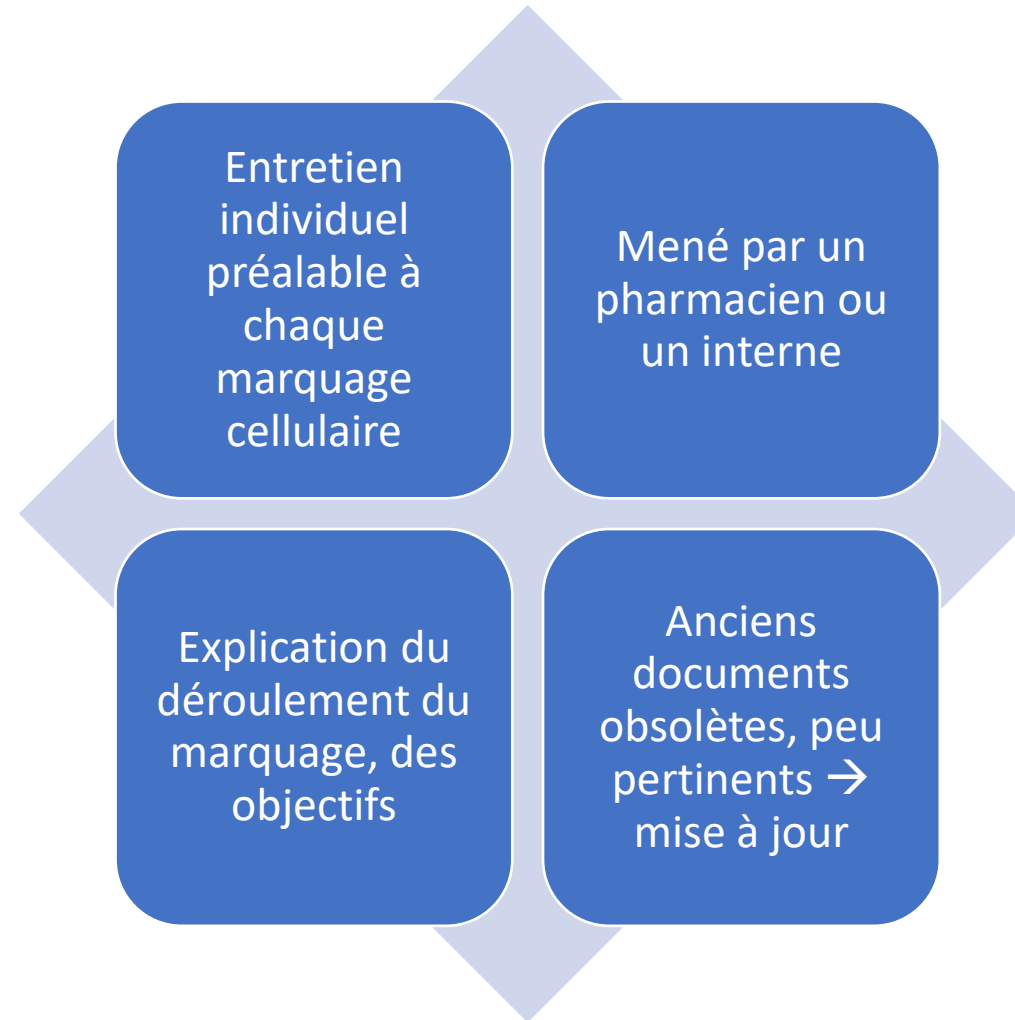 Entretien
individuel
préalable à
chaque
marquage
cellulaire
Mené par un
pharmacien ou
un interne
Explication du
déroulement du
marquage, des
objectifs
Anciens
documents
obsolètes, peu
pertinents →
mise à jour